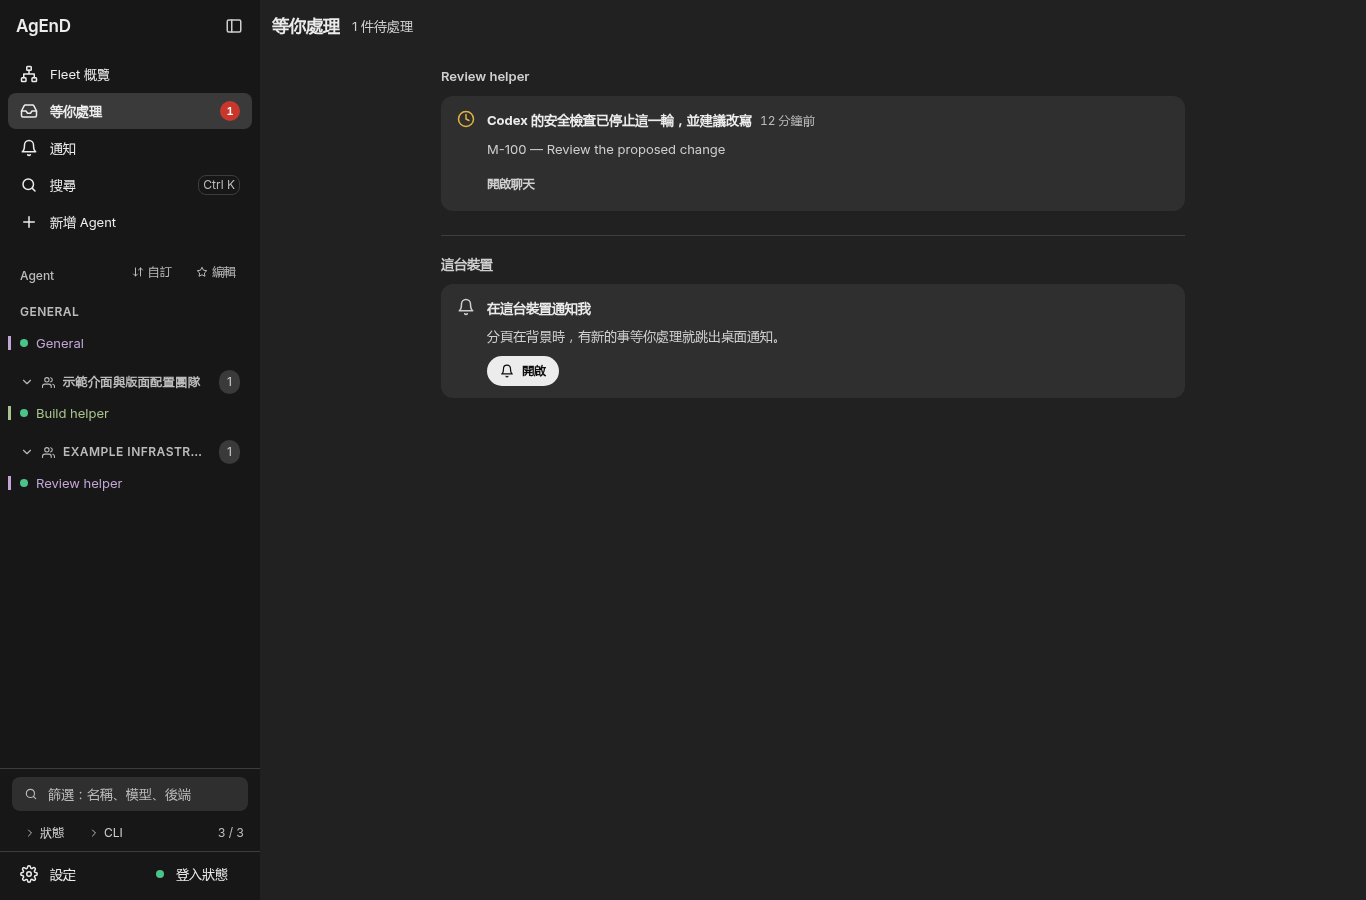 AgEnD
Fleet 概覽
等你處理 1
通知
搜尋 Ctrl K
新增 Agent
Agent 自訂 編輯
GENERAL
General
示範介面與版面配置團隊 1
Build helper
EXAMPLE INFRASTR... 1
Review helper
篩選：名稱、模型、後端
狀態 CLI 3 / 3
設定 登入狀態
等你處理 1 件待處理
Review helper
Codex 的安全檢查已停止這一輪，並建議改寫 12 分鐘前
M-100 — Review the proposed change
開啟聊天
這台裝置
在這台裝置通知我
分頁在背景時，有新的事等你處理就跳出桌面通知。
開啟